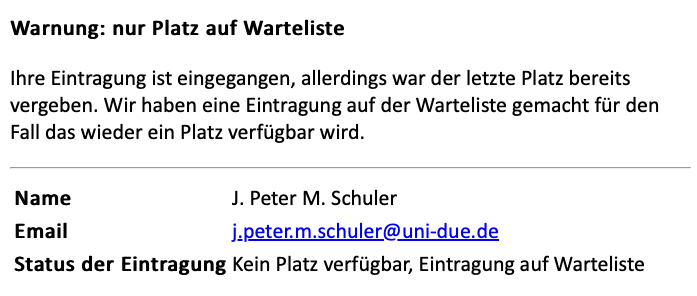 Warnung: nur Platz auf Warteliste
Ihre Eintragung ist eingegangen, allerdings war der letzte Platz bereits
vergeben. Wir haben eine Eintragung auf der Warteliste gemacht für den
Fall das wieder ein Platz verfügbar wird.
Name J. Peter M. Schuler
Email j.peter.m.schuler@uni-due.de
Status der Eintragung Kein Platz verfügbar, Eintragung auf Warteliste